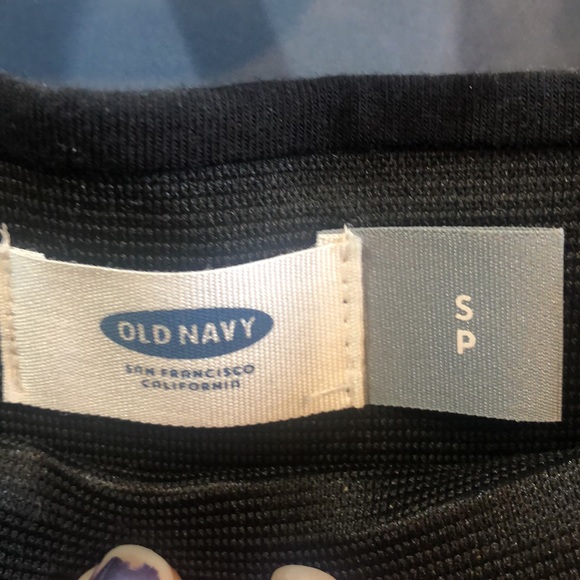 OLD NAVY
SAN FRANCISCO
CALIFORNIA
S
P